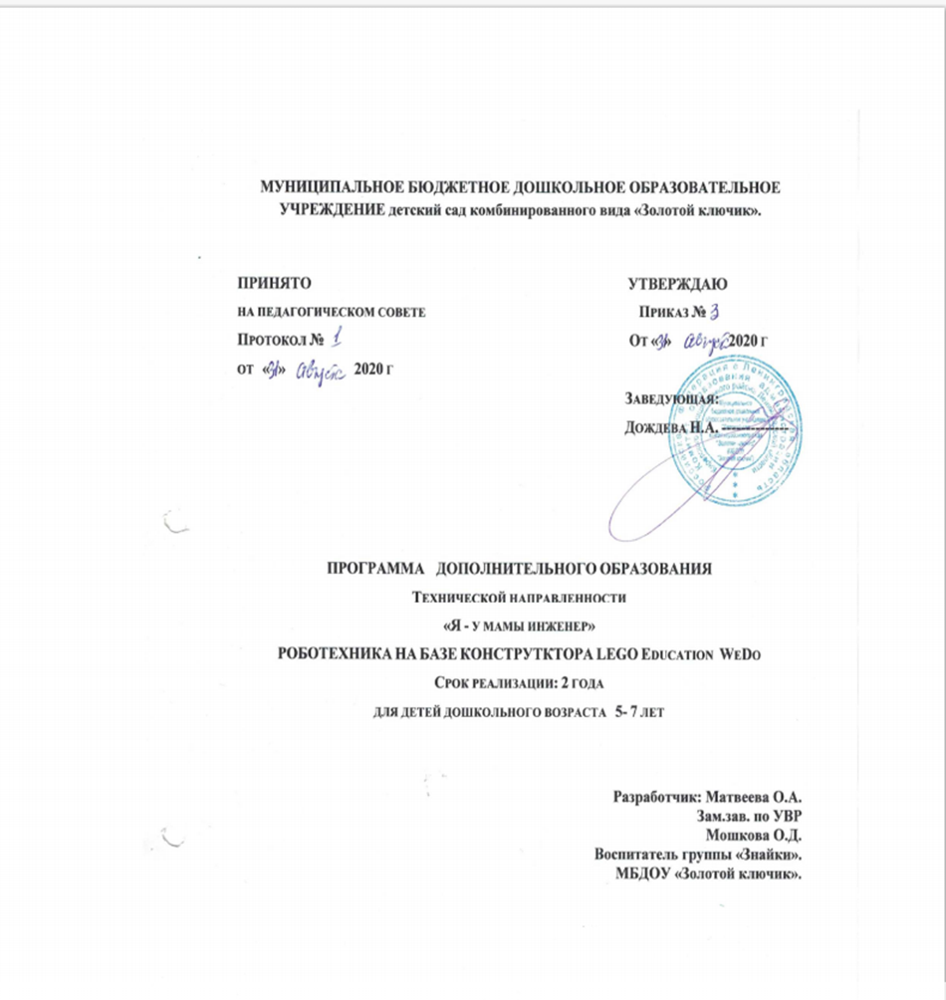 МУНИЦИПАЛЬНОЕ БЮДЖЕТНОЕ ДОШКОЛЬНОЕ ОБРАЗОВАТЕЛЬНОЕ
УЧРЕЖДЕНИЕ детский сад комбинированного вида «Золотой ключик».
ПРИНЯТО
НА ПЕДАГОГИЧЕСКОМ СОВЕТЕ
ПРОТОКОЛ № 1
ОТ «31» август 2020 г
УТВЕРЖДАЮ
ПРИКАЗ № 3
От «31» август 2020 г
ЗАВЕДУЮЩАЯ:
ДОЖДЕВА Н.А. --------------
ПРОГРАММА ДОПОЛНИТЕЛЬНОГО ОБРАЗОВАНИЯ
ТЕХНИЧЕСКОЙ НАПРАВЛЕННОСТИ
«Я - У МАМЫ ИНЖЕНЕР»
РОБОТЕХНИКА НА БАЗЕ КОНСТРУТКТОРА LEGO EDUCATION WEDO
СРОК РЕАЛИЗАЦИИ: 2 ГОДА
ДЛЯ ДЕТЕЙ ДОШКОЛЬНОГО ВОЗРАСТА 5- 7 ЛЕТ
Разработчик: Матвеева О.А.
Зам.зав. по УВР
Мошкова О.Д.
Воспитатель группы «Знайки».
МБДОУ «Золотой ключик».